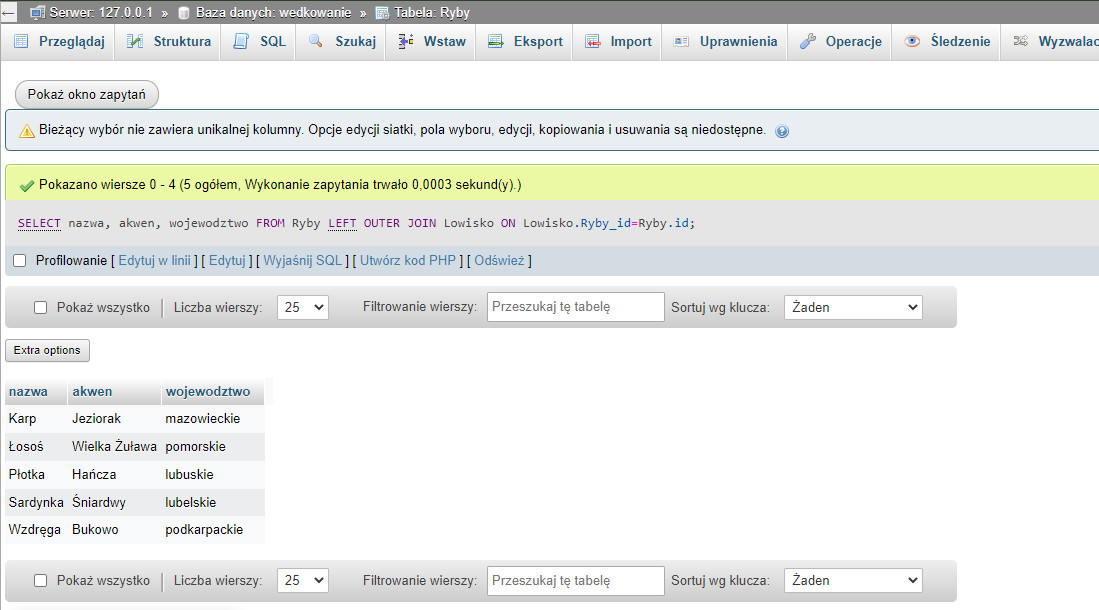 Serwer: 127.0.0.1 » Baza danych: wedkowanie » Tabela: Ryby
Przeglądaj Struktura SQL Szukaj Wstaw Eksport Import Uprawnienia Operacje Śledzenie Wyzwalac
Pokaż okno zapytań
Bieżący wybór nie zawiera unikalnej kolumny. Opcje edycji siatki, pola wyboru, edycji, kopiowania i usuwania są niedostępne.
Pokazano wiersze 0 - 4 (5 ogółem, Wykonanie zapytania trwało 0,0003 sekund(y).)
SELECT nazwa, akwen, wojewodztwo FROM Ryby LEFT OUTER JOIN Lowisko ON Lowisko.Ryby_id=Ryby.id;
Profilowanie [ Edytuj w linii ] [ Edytuj ] [ Wyjaśnij SQL ] [ Utwórz kod PHP ] [ Odśwież ]
Pokaż wszystko Liczba wierszy: 25 Filtrowanie wierszy: Przeszukaj tę tabelę Sortuj wg klucza: Żaden
Extra options
nazwa akwen wojewodztwo
Karp Jeziorak mazowieckie
Łosoś Wielka Żuława pomorskie
Płotka Hańcza lubuskie
Sardynka Śniardwy lubelskie
Wzdręga Bukowo podkarpackie
Pokaż wszystko Liczba wierszy: 25 Filtrowanie wierszy: Przeszukaj tę tabelę Sortuj wg klucza: Żaden